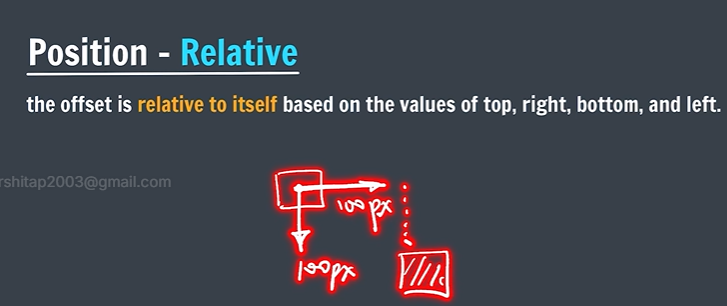 Position - Relative
the offset is relative to itself based on the values of top, right, bottom, and left.
rshitap2003@gmail.com
100px
100px